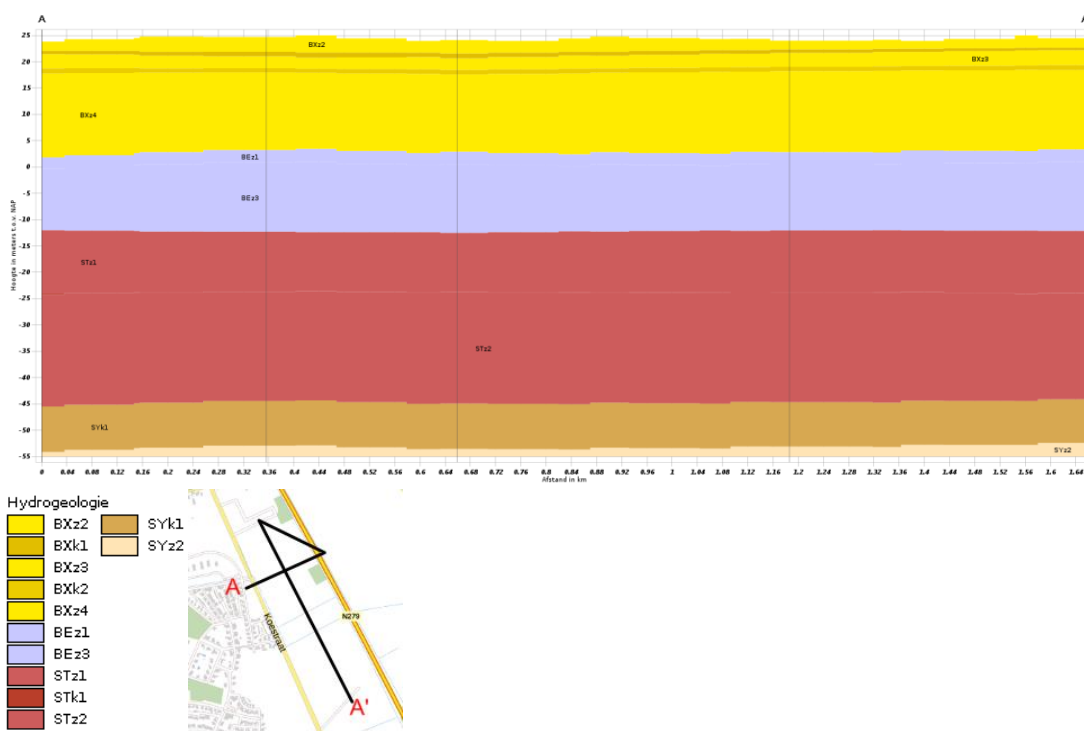 A A
25
BXz2
20
BXz3
15
10
BXz4
5
BEz1
0
-5
BEz3
-10
-15
STz1
-20
-25
-30
-35
STz2
-40
-45
-50
SYk1
-55
SYz2
Hoogte in meters t.o.v. NAP
0 0.04 0.08 0.12 0.16 0.2 0.24 0.28 0.32 0.36 0.4 0.44 0.48 0.52 0.56 0.6 0.64 0.68 0.72 0.76 0.8 0.84 0.88 0.92 0.96 1 1.04 1.08 1.12 1.16 1.2 1.24 1.28 1.32 1.36 1.4 1.44 1.48 1.52 1.56 1.6 1.64
Afstand in km
Hydrogeologie
BXz2 SYk1
BXk1 SYz2
BXz3
BXk2
BXz4
BEz1
BEz3
STz1
STk1
STz2
A
Koestraat
N279
A'